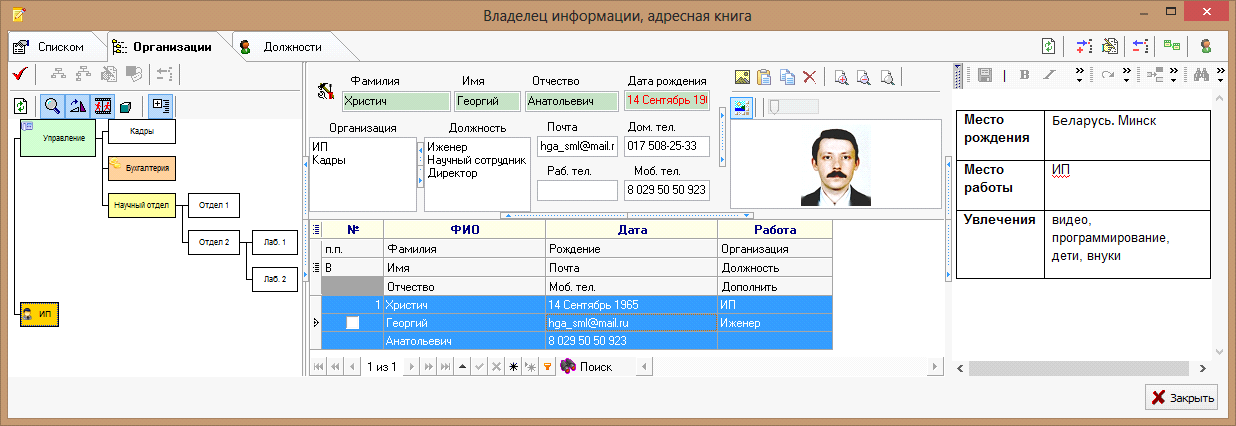 Владелец информации, адресная книга
Списком Организации Должности
Фамилия Имя Отчество Дата рождения
Христич Георгий Анатольевич 14 Сентябрь 19
Организация Должность Почта Дом. тел.
ИП
Кадры
Иженер
Научный сотрудник
Директор
hga_sml@mail.r 017 508-25-33
Раб. тел. Моб. тел.
8 029 50 50 923
Управление Кадры
Бухгалтерия
Научный отдел Отдел 1
Отдел 2 Лаб. 1
Лаб. 2
ИП
№ ФИО Дата Работа
п.п. Фамилия Рождение Организация
В Имя Почта Должность
Отчество Моб. тел. Дополнить
1 Христич 14 Сентябрь 1965 ИП
Георгий hga_sml@mail.ru Иженер
Анатольевич 8 029 50 50 923
1 из 1 Поиск
B I
Место рождения Беларусь. Минск
Место работы ИП
Увлечения видео,
программирование,
дети, внуки
Закрыть